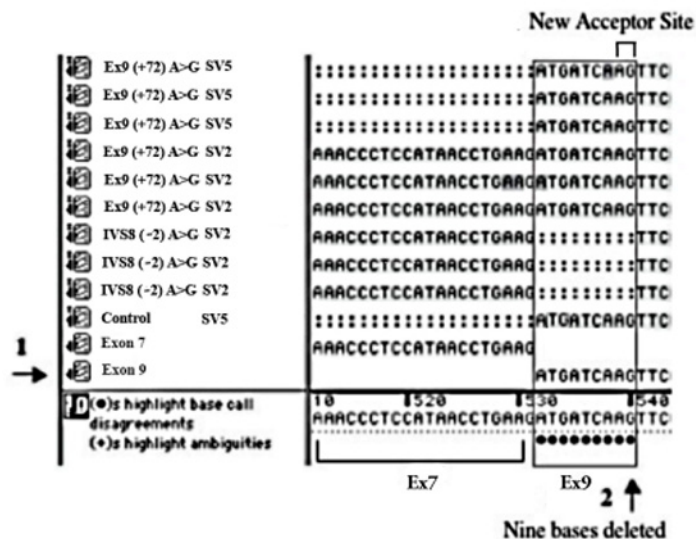 New Acceptor Site
Ex9 (+72) A>G SV5 ::::::::::::::::::::ATGATCAAGTTC
Ex9 (+72) A>G SV5 ::::::::::::::::::::ATGATCAAGTTC
Ex9 (+72) A>G SV5 ::::::::::::::::::::ATGATCAAGTTC
Ex9 (+72) A>G SV2 AAACCCTCCATAACCTGAAGATGATCAAGTTC
Ex9 (+72) A>G SV2 AAACCCTCCATAACCTGAAGATGATCAAGTTC
Ex9 (+72) A>G SV2 AAACCCTCCATAACCTGAAGATGATCAAGTTC
IVS8 (-2) A>G SV2 AAACCCTCCATAACCTGAAG:::::::::TTC
IVS8 (-2) A>G SV2 AAACCCTCCATAACCTGAAG:::::::::TTC
IVS8 (-2) A>G SV2 AAACCCTCCATAACCTGAAG:::::::::TTC
Control SV5 ::::::::::::::::::::ATGATCAAGTTC
1
Exon 7 AAACCCTCCATAACCTGAAG
Exon 9 ATGATCAAGTTC
10 520 530 540
(●)s highlight base call AAACCCTCCATAACCTGAAGATGATCAAGTTC
disagreements
(+)s highlight ambiguities ●●●●●●●●●
Ex7 Ex9
2
Nine bases deleted